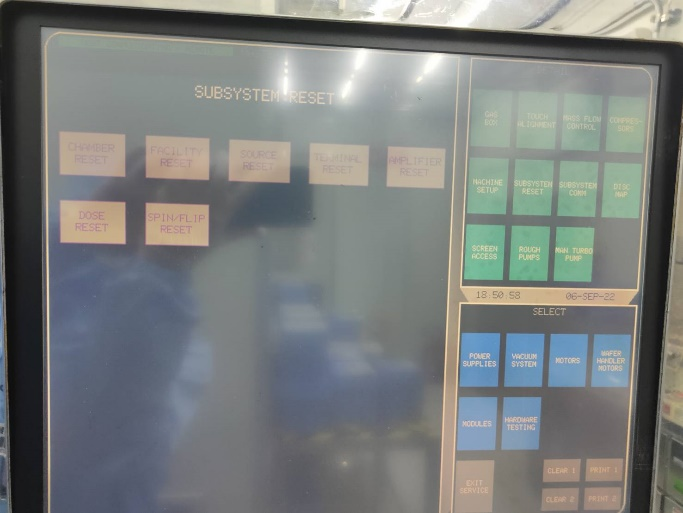 SUBSYSTEM RESET
CHAMBER
RESET
FACILITY
RESET
SOURCE
RESET
TERMINAL
RESET
AMPLIFIER
RESET
DOSE
RESET
SPIN/FLIP
RESET
GAS
BOX
TOUCH
ALIGNMENT
MASS FLOW
CONTROL
COMPRES-
SORS
MACHINE
SETUP
SUBSYSTEM
RESET
SUBSYSTEM
COMM
DISC
MAP
SCREEN
ACCESS
ROUGH
PUMPS
MAN TURBO
PUMP
18:50:58
06-SEP-22
SELECT
POWER
SUPPLIES
VACUUM
SYSTEM
MOTORS
WAFER
HANDLER
MOTORS
MODULES
HARDWARE
TESTING
EXIT
SERVICE
CLEAR 1
PRINT 1
CLEAR 2
PRINT 2